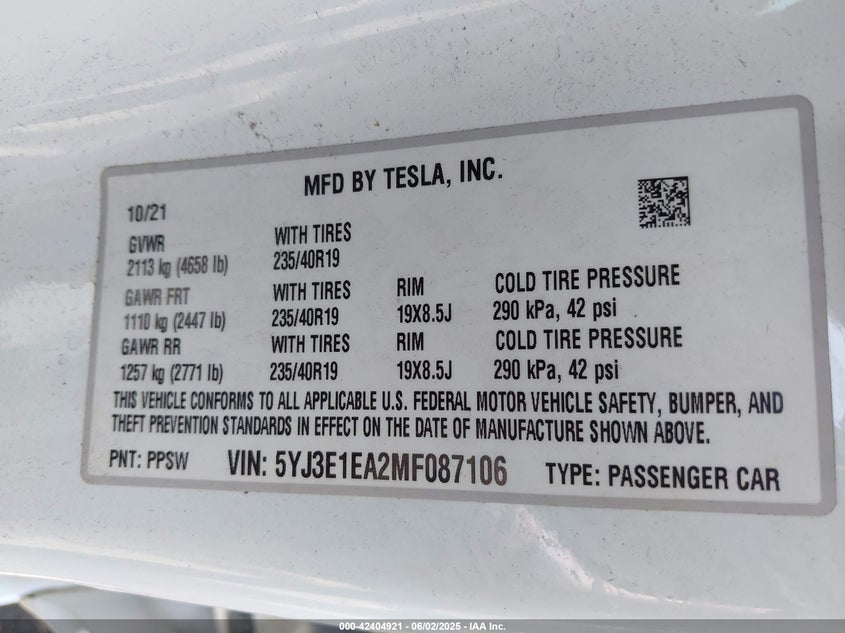 MFD BY TESLA, INC.
10/21
GVWR WITH TIRES
2113 kg (4658 lb) 235/40R19
GAWR FRT WITH TIRES RIM COLD TIRE PRESSURE
1110 kg (2447 lb) 235/40R19 19X8.5J 290 kPa, 42 psi
GAWR RR WITH TIRES RIM COLD TIRE PRESSURE
1257 kg (2771 lb) 235/40R19 19X8.5J 290 kPa, 42 psi
THIS VEHICLE CONFORMS TO ALL APPLICABLE U.S. FEDERAL MOTOR VEHICLE SAFETY, BUMPER, AND
THEFT PREVENTION STANDARDS IN EFFECT ON THE DATE OF MANUFACTURE SHOWN ABOVE.
PNT: PPSW VIN: 5YJ3E1EA2MF087106 TYPE: PASSENGER CAR
000-42404921 - 06/02/2025 - IAA Inc.